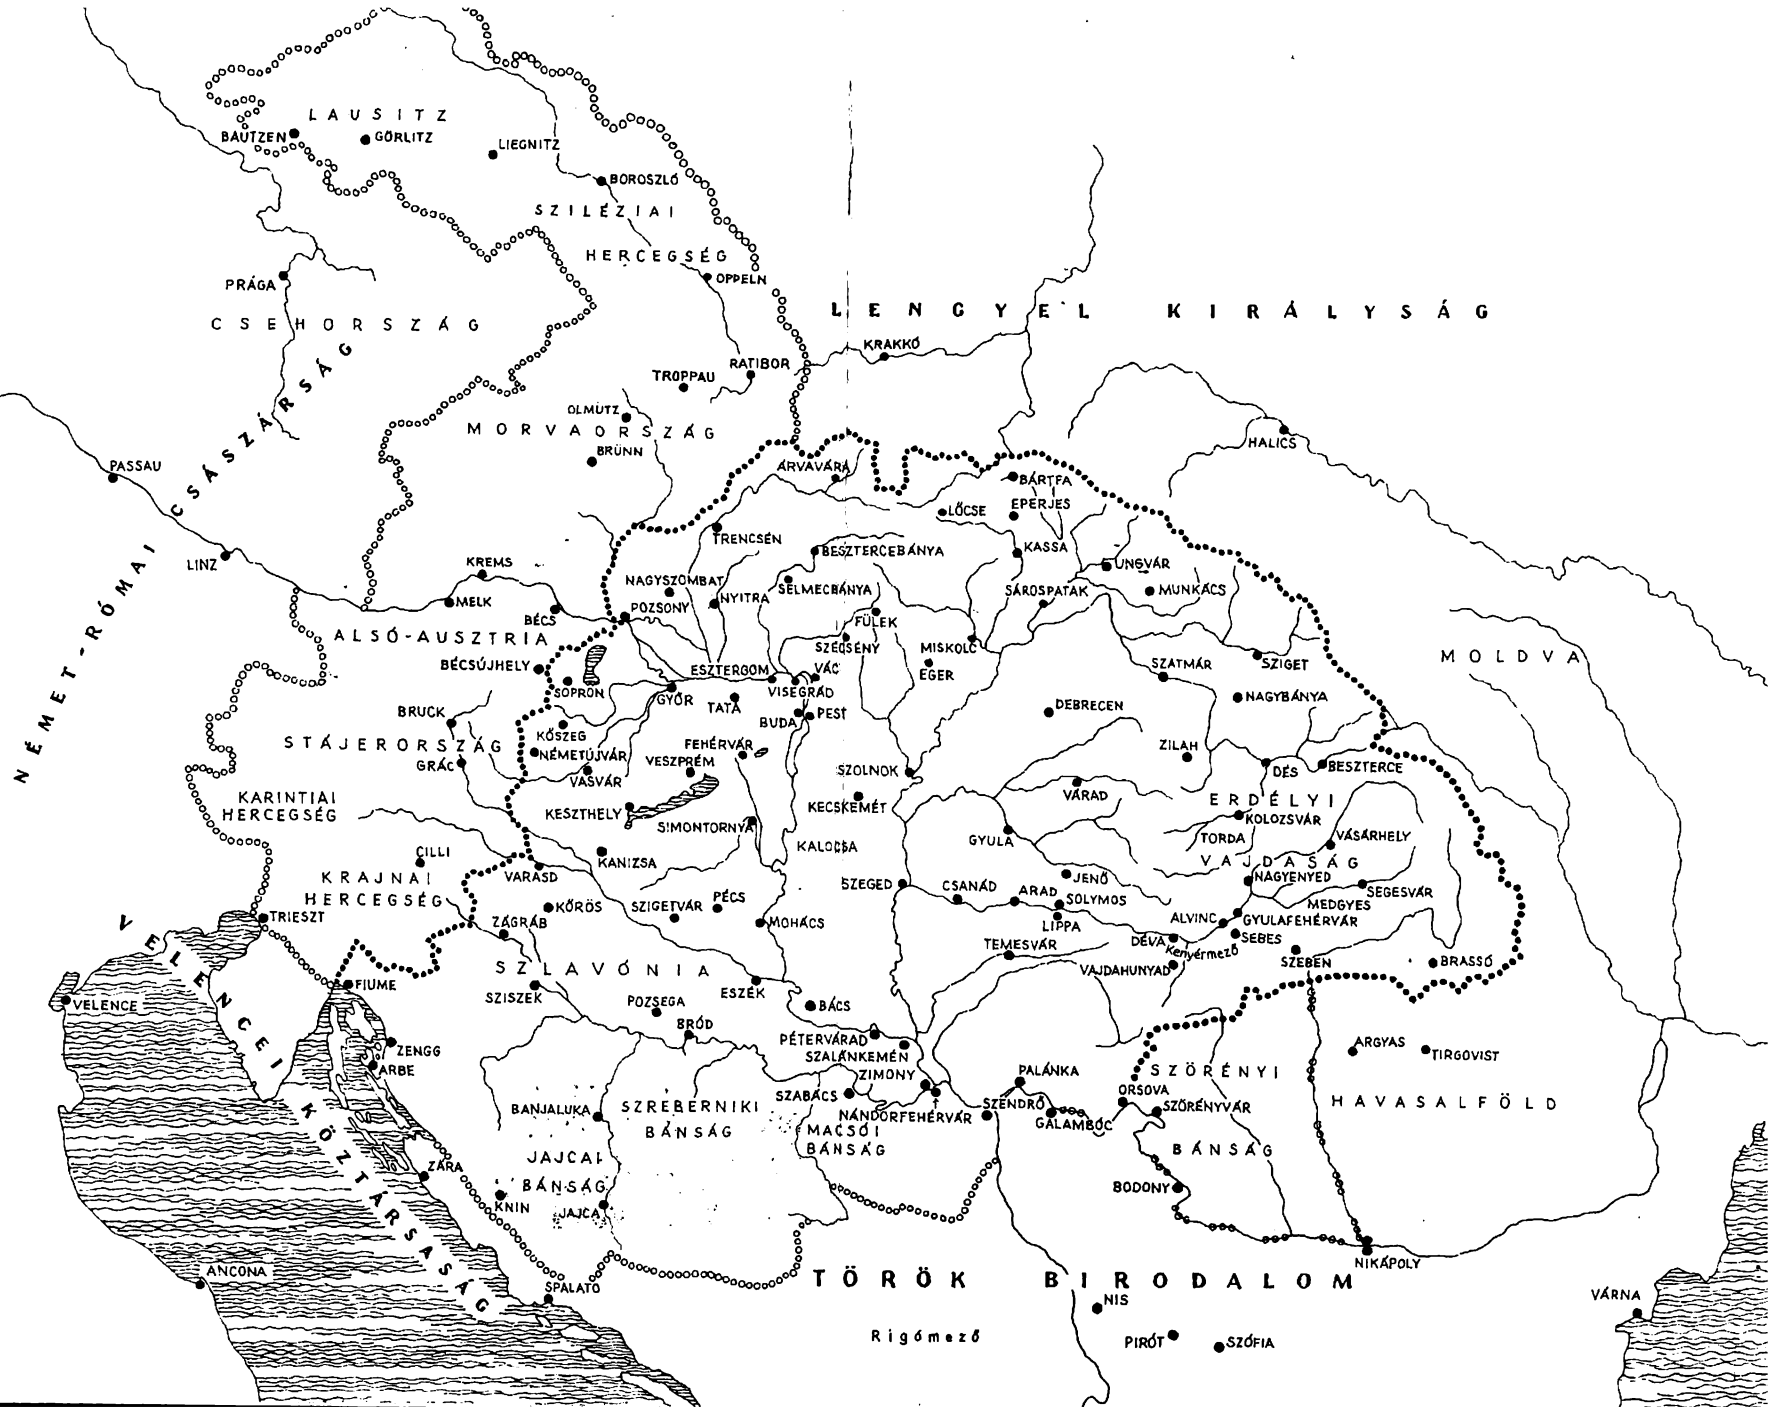 LAUSITZ
BAUTZEN
GÖRLITZ
LIEGNITZ
BOROSZLÓ
SZILÉZIAI
HERCEGSÉG
OPPELN
PRÁGA
CSEHORSZÁG
LENGYEL KIRÁLYSÁG
KRAKKÓ
RATIBOR
TROPPAU
OLMÜTZ
MORVAORSZÁG
BRÜNN
HALICS
PASSAU
NÉMET-RÓMAI CSÁSZÁRSÁG
ÁRVAVÁRA
BÁRTFA
LŐCSE
EPERJES
TRENCSÉN
BESZTERCEBÁNYA
KASSA
UNGVÁR
LINZ
KREMS
MELK
NAGYSZOMBAT
NYITRA
SELMECBÁNYA
SÁROSPATAK
MUNKÁCS
BÉCS
POZSONY
FÜLEK
ALSÓ-AUSZTRIA
SZÉCSÉNY
MISKOLC
MOLDVA
BÉCSÚJHELY
ESZTERGOM
VÁC
EGER
SZATMÁR
SZIGET
SOPRON
GYŐR
TATA
VISEGRÁD
NAGYBÁNYA
BRUCK
BUDA
PEST
DEBRECEN
KŐSZEG
STÁJERORSZÁG
NÉMETÚJVÁR
FEHÉRVÁR
ZILAH
GRÁC
VASVÁR
VESZPRÉM
SZOLNOK
DÉS
BESZTERCE
KARINTIAI
HERCEGSÉG
KESZTHELY
SIMONTORNYA
KECSKEMÉT
VÁRAD
ERDÉLYI
KOLOZSVÁR
TORDA
VÁSÁRHELY
GYULA
KALOCSA
CILLI
KANIZSA
VAJDASÁG
VARASD
KRAJNAI
HERCEGSÉG
JENŐ
NAGYENYED
SZEGED
CSANÁD
ARAD
SOLYMOS
SEGESVÁR
MEDGYES
KŐRÖS
SZIGETVÁR
PÉCS
MOHÁCS
LIPPA
ALVINC
GYULAFEHÉRVÁR
TRIESZT
ZÁGRÁB
TEMESVÁR
DÉVA
Kenyérmező
SEBES
VELENCEI KÖZTÁRSASÁG
SZLAVÓNIA
VAJDAHUNYAD
SZEBEN
BRASSÓ
FIUME
SZISZEK
ESZÉK
VELENCE
POZSEGA
BÁCS
BRÓD
PÉTERVÁRAD
ZENGG
SZALÁNKEMÉN
ARGYAS
TIRGOVIST
ARBE
ZIMONY
PALÁNKA
SZÖRÉNYI
SZABÁCS
ORSOVA
BANJALUKA
SZREBERNIKI
BÁNSÁG
NÁNDORFEHÉRVÁR
SZENDRŐ
GALAMBÓC
SZÖRÉNYVÁR
HAVASALFÖLD
MACSÓI
BÁNSÁG
JAJCAI
BÁNSÁG
BÁNSÁG
ZÁRA
KNIN
JAJCA
BODONY
ANCONA
SPALATO
TÖRÖK BIRODALOM
NIKÁPOLY
NIS
VÁRNA
Rigómező
PIRÓT
SZÓFIA